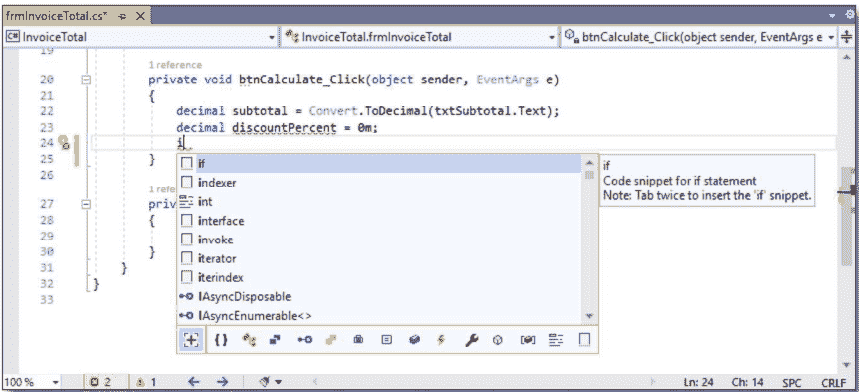 frmInvoiceTotal.cs*
InvoiceTotal
InvoiceTotal.frmInvoiceTotal
btnCalculate_Click(object sender, EventArgs e
19
1 reference
20 private void btnCalculate_Click(object sender, EventArgs e)
21 {
22 decimal subtotal = Convert.ToDecimal(txtSubtotal.Text);
23 decimal discountPercent = 0m;
24 i
25 }
26
1 refe
27 priv
28 {
29
30 }
31 }
32 }
33
if
indexer
int
interface
invoke
iterator
iterindex
IAsyncDisposable
IAsyncEnumerable<>
if
Code snippet for if statement
Note: Tab twice to insert the 'if' snippet.
100 % 2 1 Ln: 24 Ch: 14 SPC CRLF